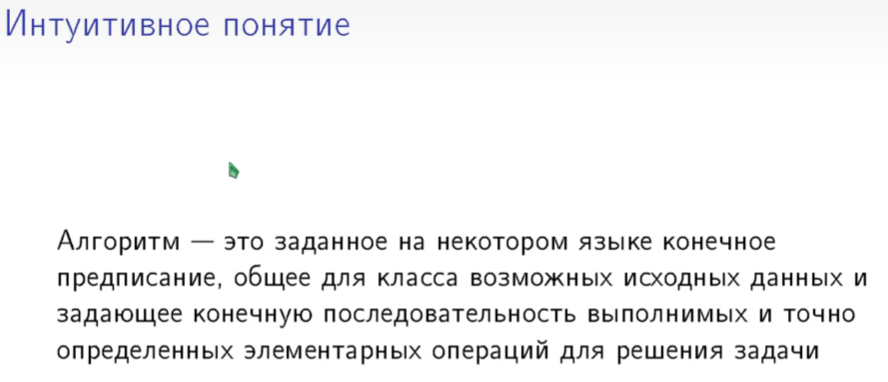 Интуитивное понятие
Алгоритм — это заданное на некотором языке конечное
предписание, общее для класса возможных исходных данных и
задающее конечную последовательность выполнимых и точно
определенных элементарных операций для решения задачи